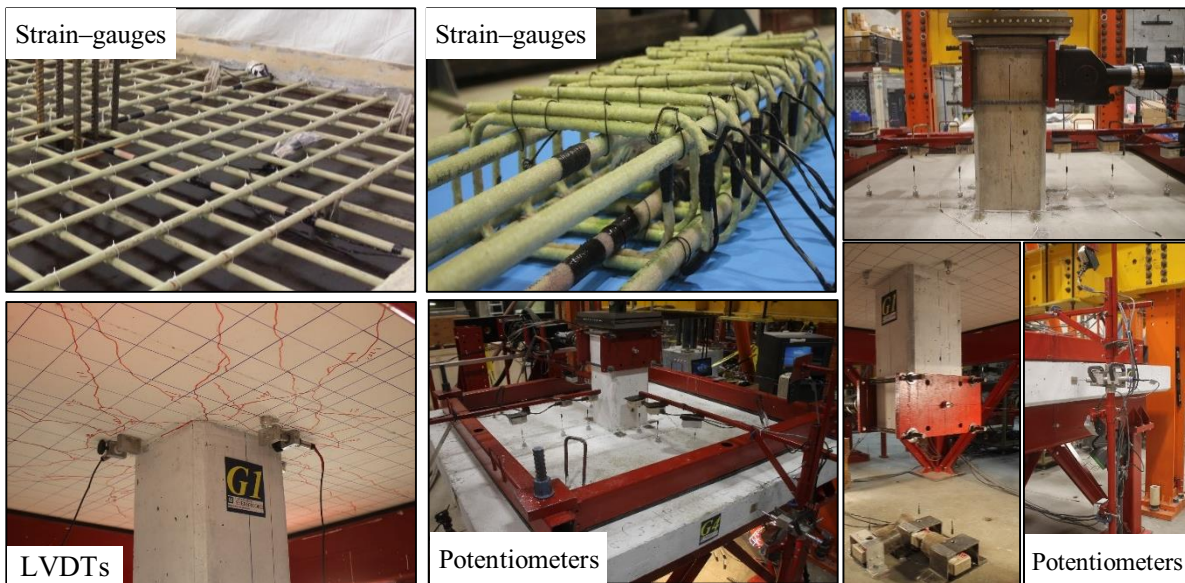 Strain–gauges
Strain–gauges
G1
LVDTs
G4
Potentiometers
G1
Potentiometers